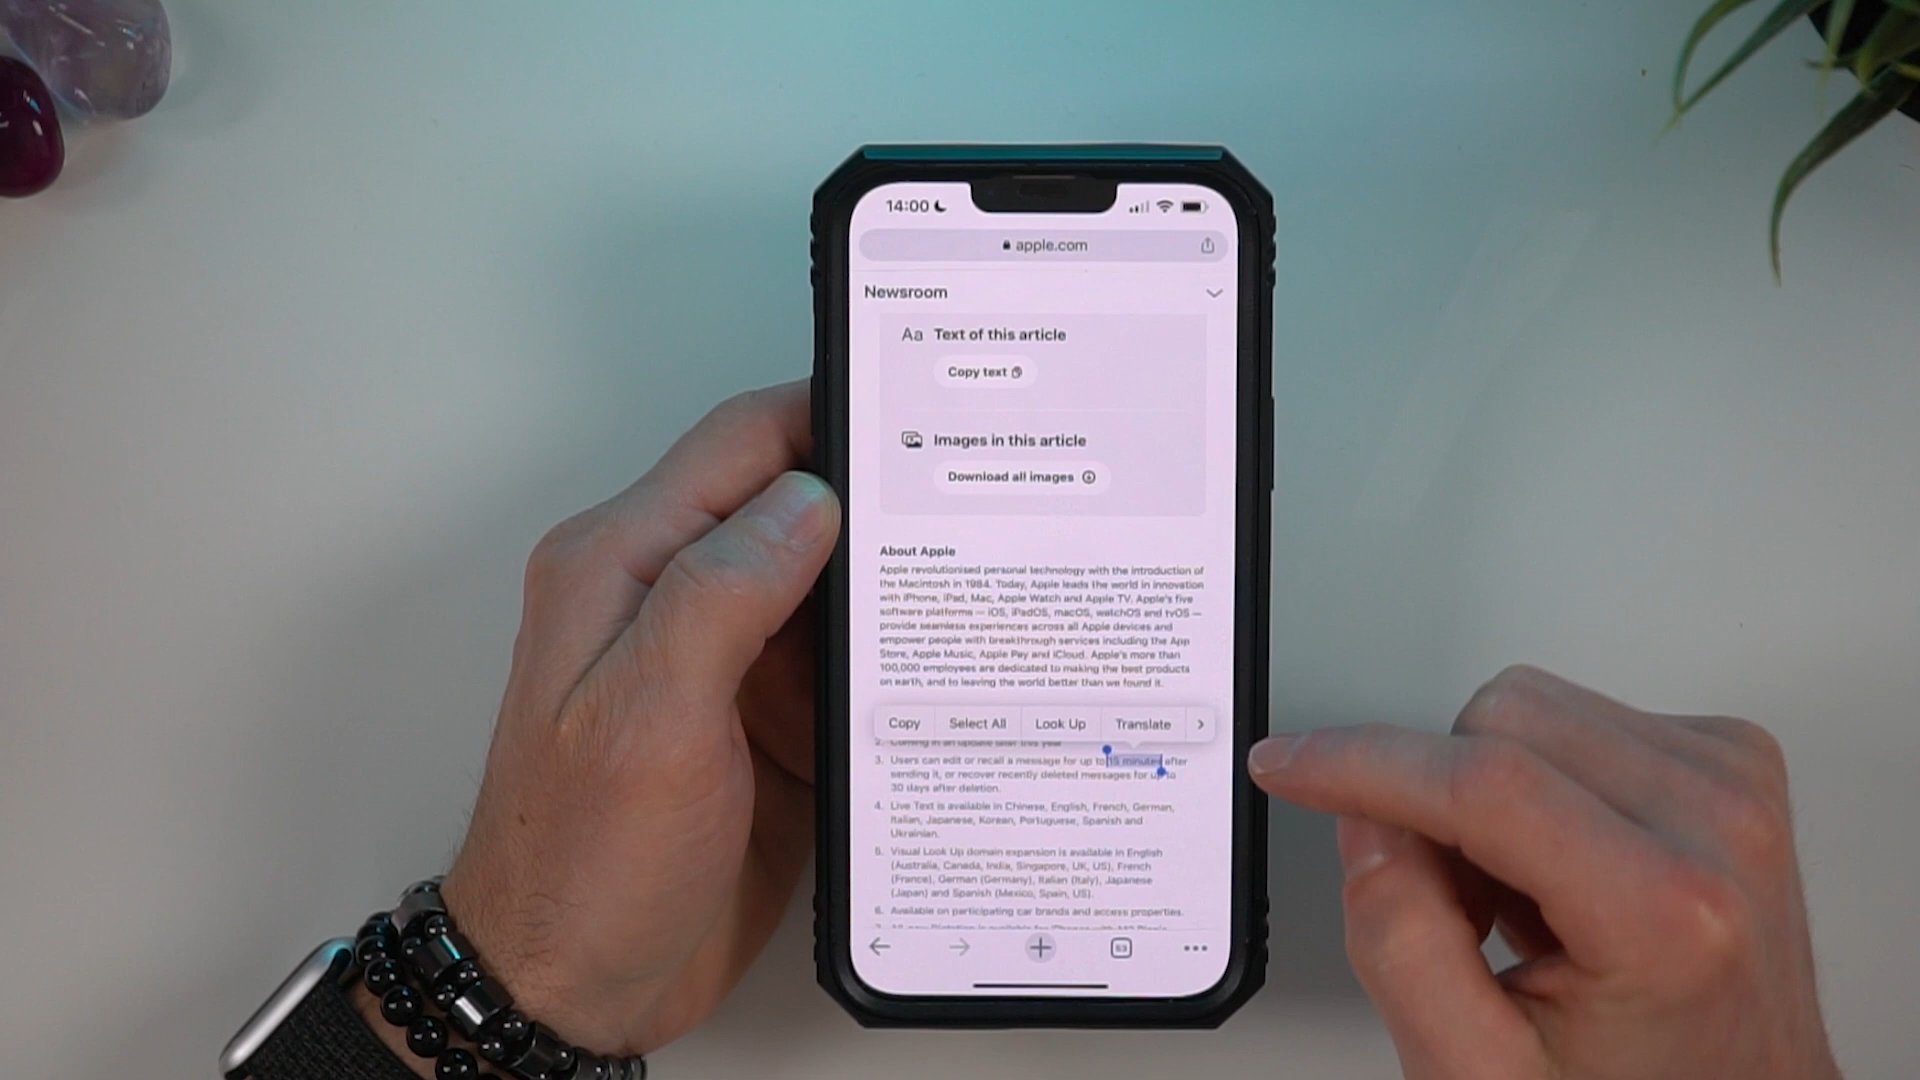 14:00
apple.com
Newsroom
Aa Text of this article
Copy text
Images in this article
Download all images
About Apple
Apple revolutionised personal technology with the introduction of
the Macintosh in 1984. Today, Apple leads the world in innovation
with iPhone, iPad, Mac, Apple Watch and Apple TV. Apple's five
software platforms — iOS, iPadOS, macOS, watchOS and tvOS —
provide seamless experiences across all Apple devices and
empower people with breakthrough services including the App
Store, Apple Music, Apple Pay and iCloud. Apple's more than
100,000 employees are dedicated to making the best products
on earth, and to leaving the world better than we found it.
Copy Select All Look Up Translate
2. Coming in an update later this year
3. Users can edit or recall a message for up to 15 minutes after
sending it, or recover recently deleted messages for up to
30 days after deletion.
4. Live Text is available in Chinese, English, French, German,
Italian, Japanese, Korean, Portuguese, Spanish and
Ukrainian.
5. Visual Look Up domain expansion is available in English
(Australia, Canada, India, Singapore, UK, US), French
(France), German (Germany), Italian (Italy), Japanese
(Japan) and Spanish (Mexico, Spain, US).
6. Available on participating car brands and access properties.
53